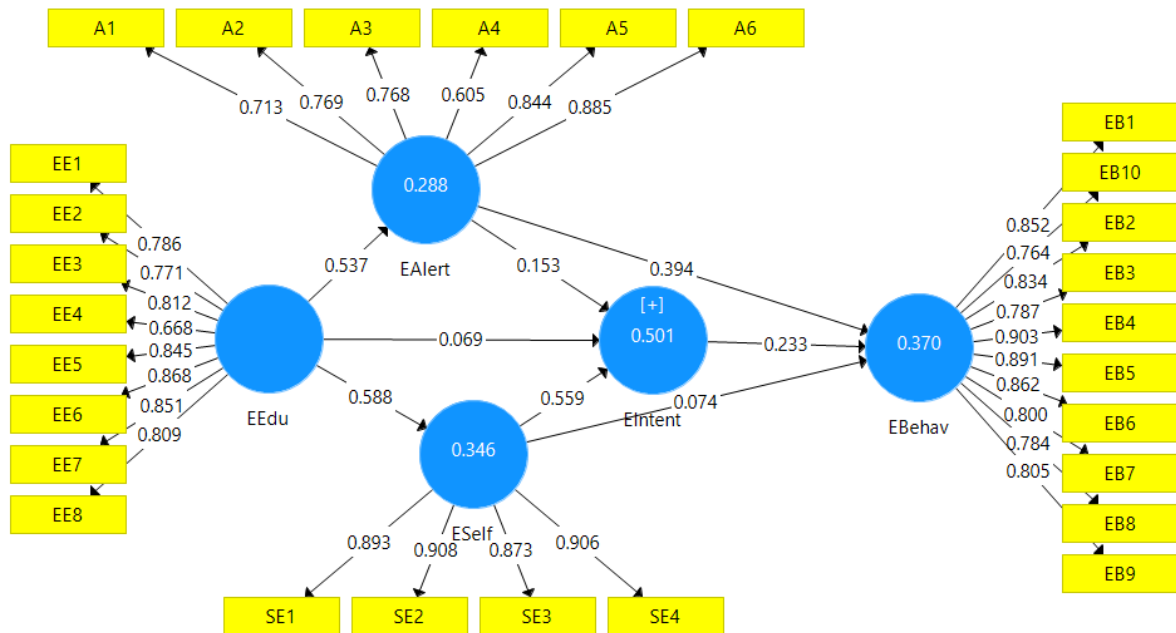 A1 A2 A3 A4 A5 A6
0.713 0.769 0.768 0.605 0.844 0.885
EE1
EE2
EE3
EE4
EE5
EE6
EE7
EE8
0.786
0.771
0.812
0.668
0.845
0.868
0.851
0.809
0.288
EAlert
0.537
0.153
0.394
EEdu
0.069
[+]
0.501
EIntent
0.233
0.588
0.559
0.074
0.346
ESelf
0.370
EBehav
0.893 0.908 0.873 0.906
SE1 SE2 SE3 SE4
0.852
0.764
0.834
0.787
0.903
0.891
0.862
0.800
0.784
0.805
EB1
EB10
EB2
EB3
EB4
EB5
EB6
EB7
EB8
EB9